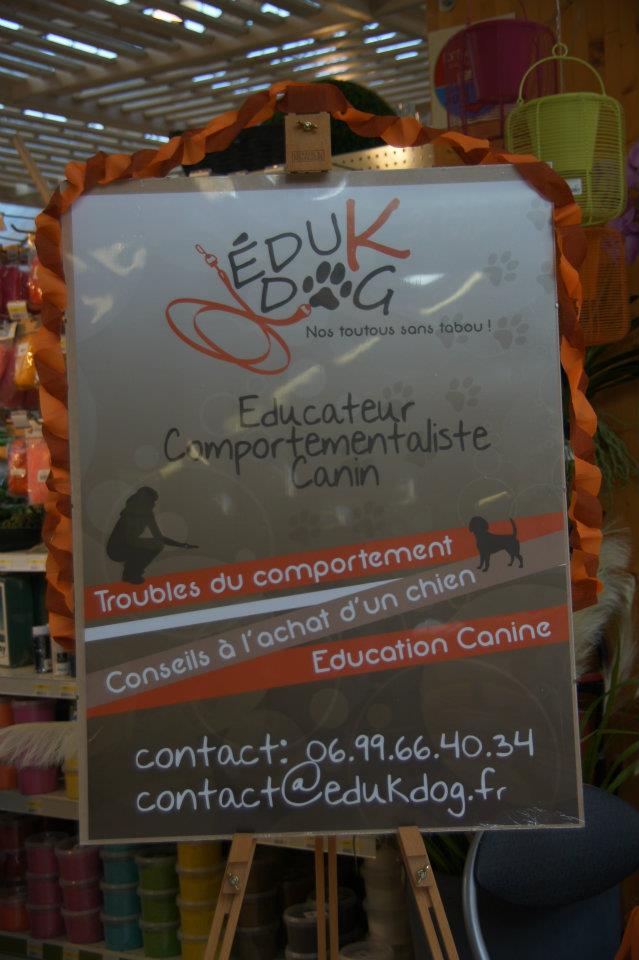 ÉDUK
DOG
Nos toutous sans tabou !
Educateur
Comportementaliste
Canin
Troubles du comportement
Conseils à l'achat d'un chien
Education Canine
contact: 06.99.66.40.34
contact@edukdog.fr